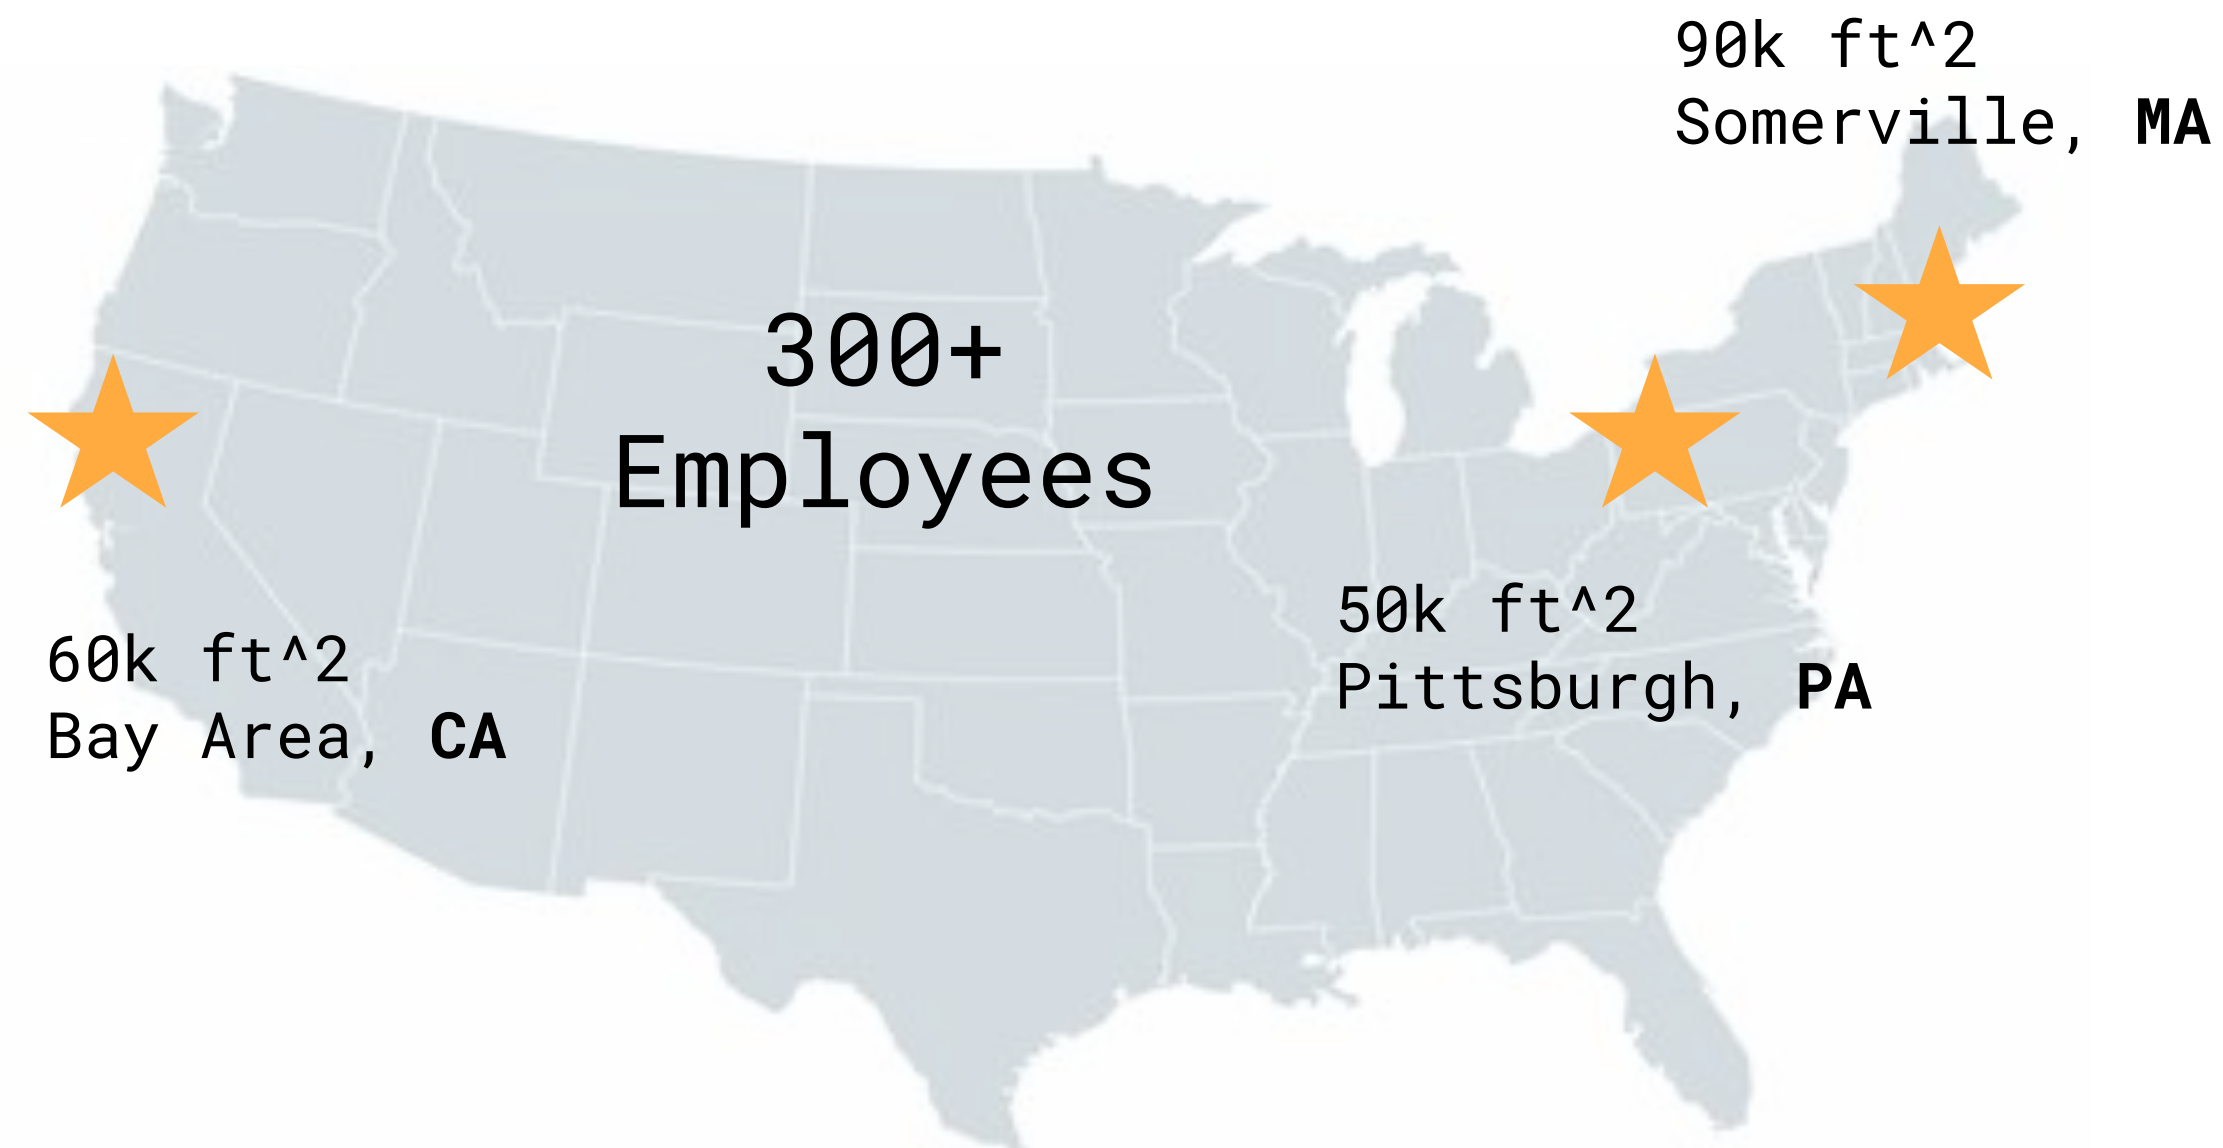 90k ft^2
Somerville, MA
300+
Employees
50k ft^2
Pittsburgh, PA
60k ft^2
Bay Area, CA